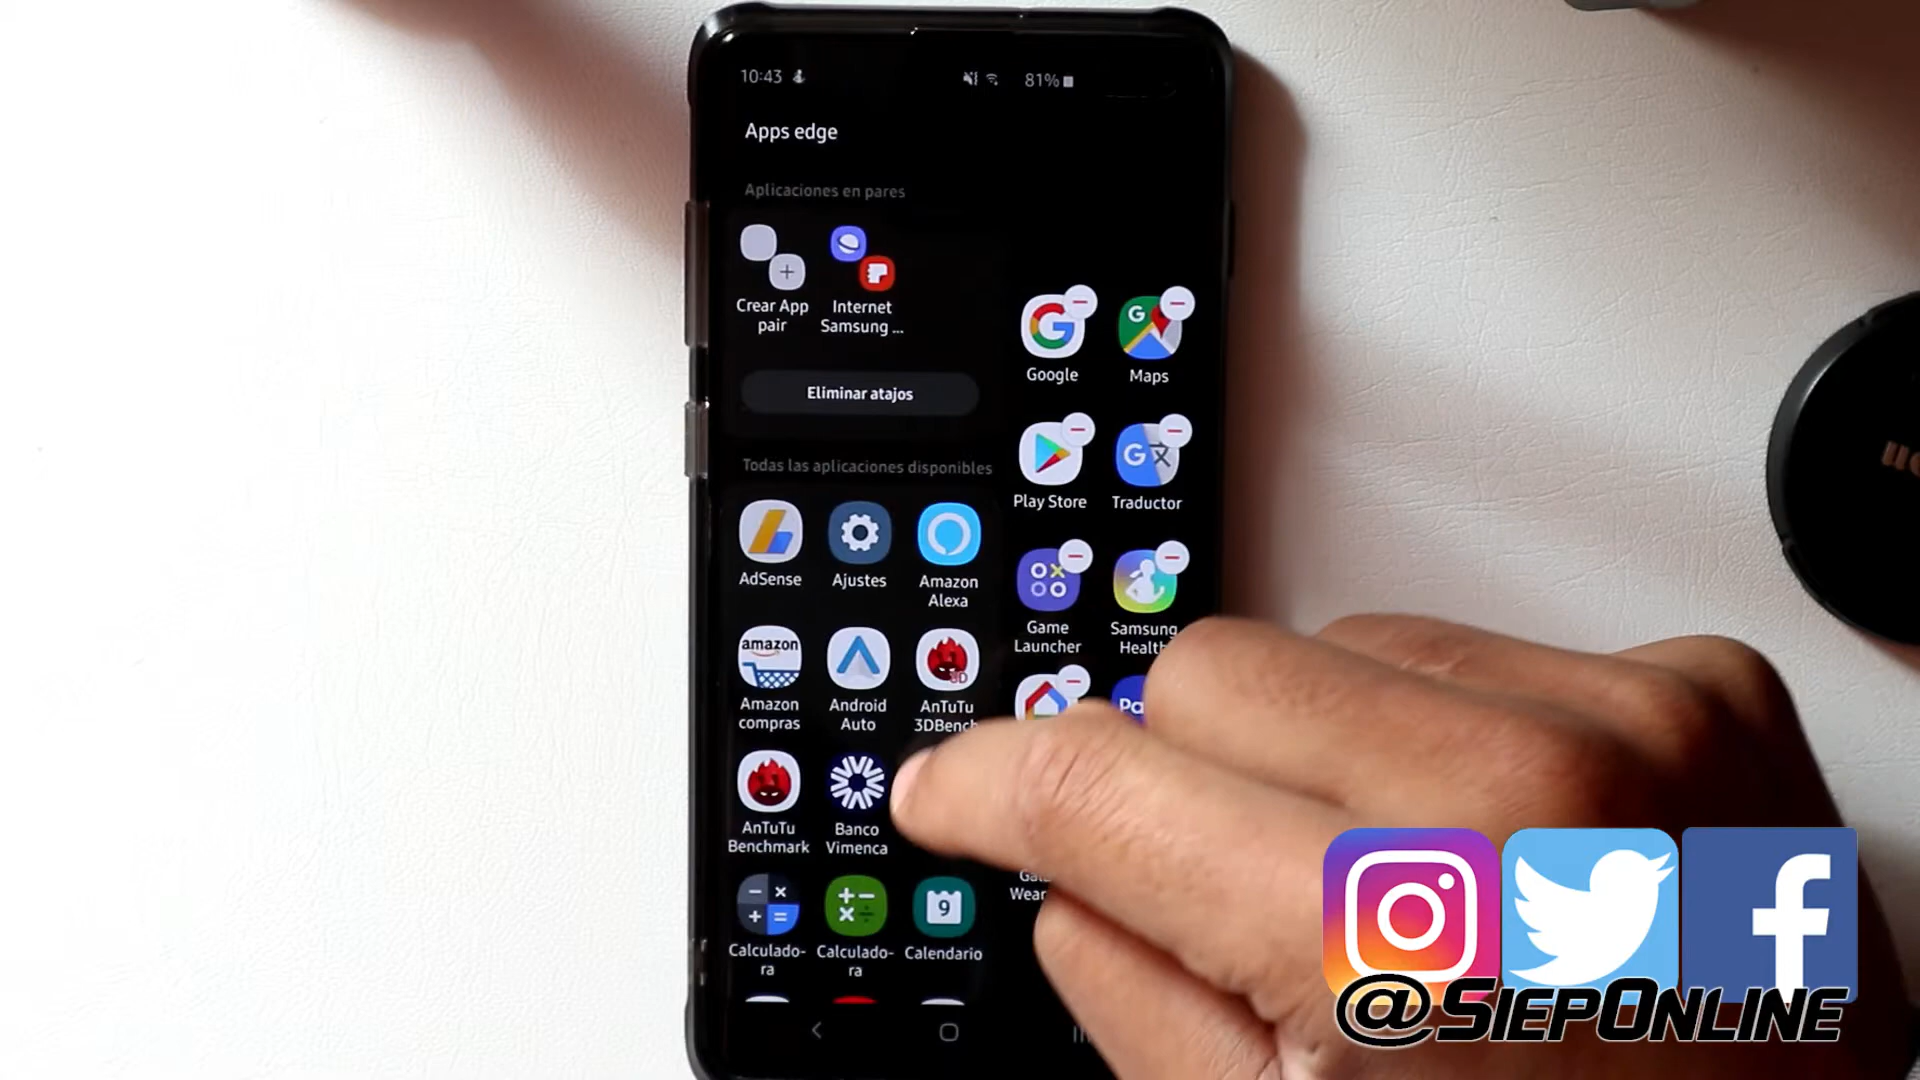 10:43
81%
Apps edge
Aplicaciones en pares
Crear App
pair
Internet
Samsung ...
Eliminar atajos
Google
Maps
Play Store
Traductor
Game
Launcher
Samsung
Health
Todas las aplicaciones disponibles
AdSense
Ajustes
Amazon
Alexa
amazon
Amazon
compras
Android
Auto
AnTuTu
3DBench
AnTuTu
Benchmark
Banco
Vimenca
Calculado-
ra
Calculado-
ra
9
Calendario
@SiepOnline